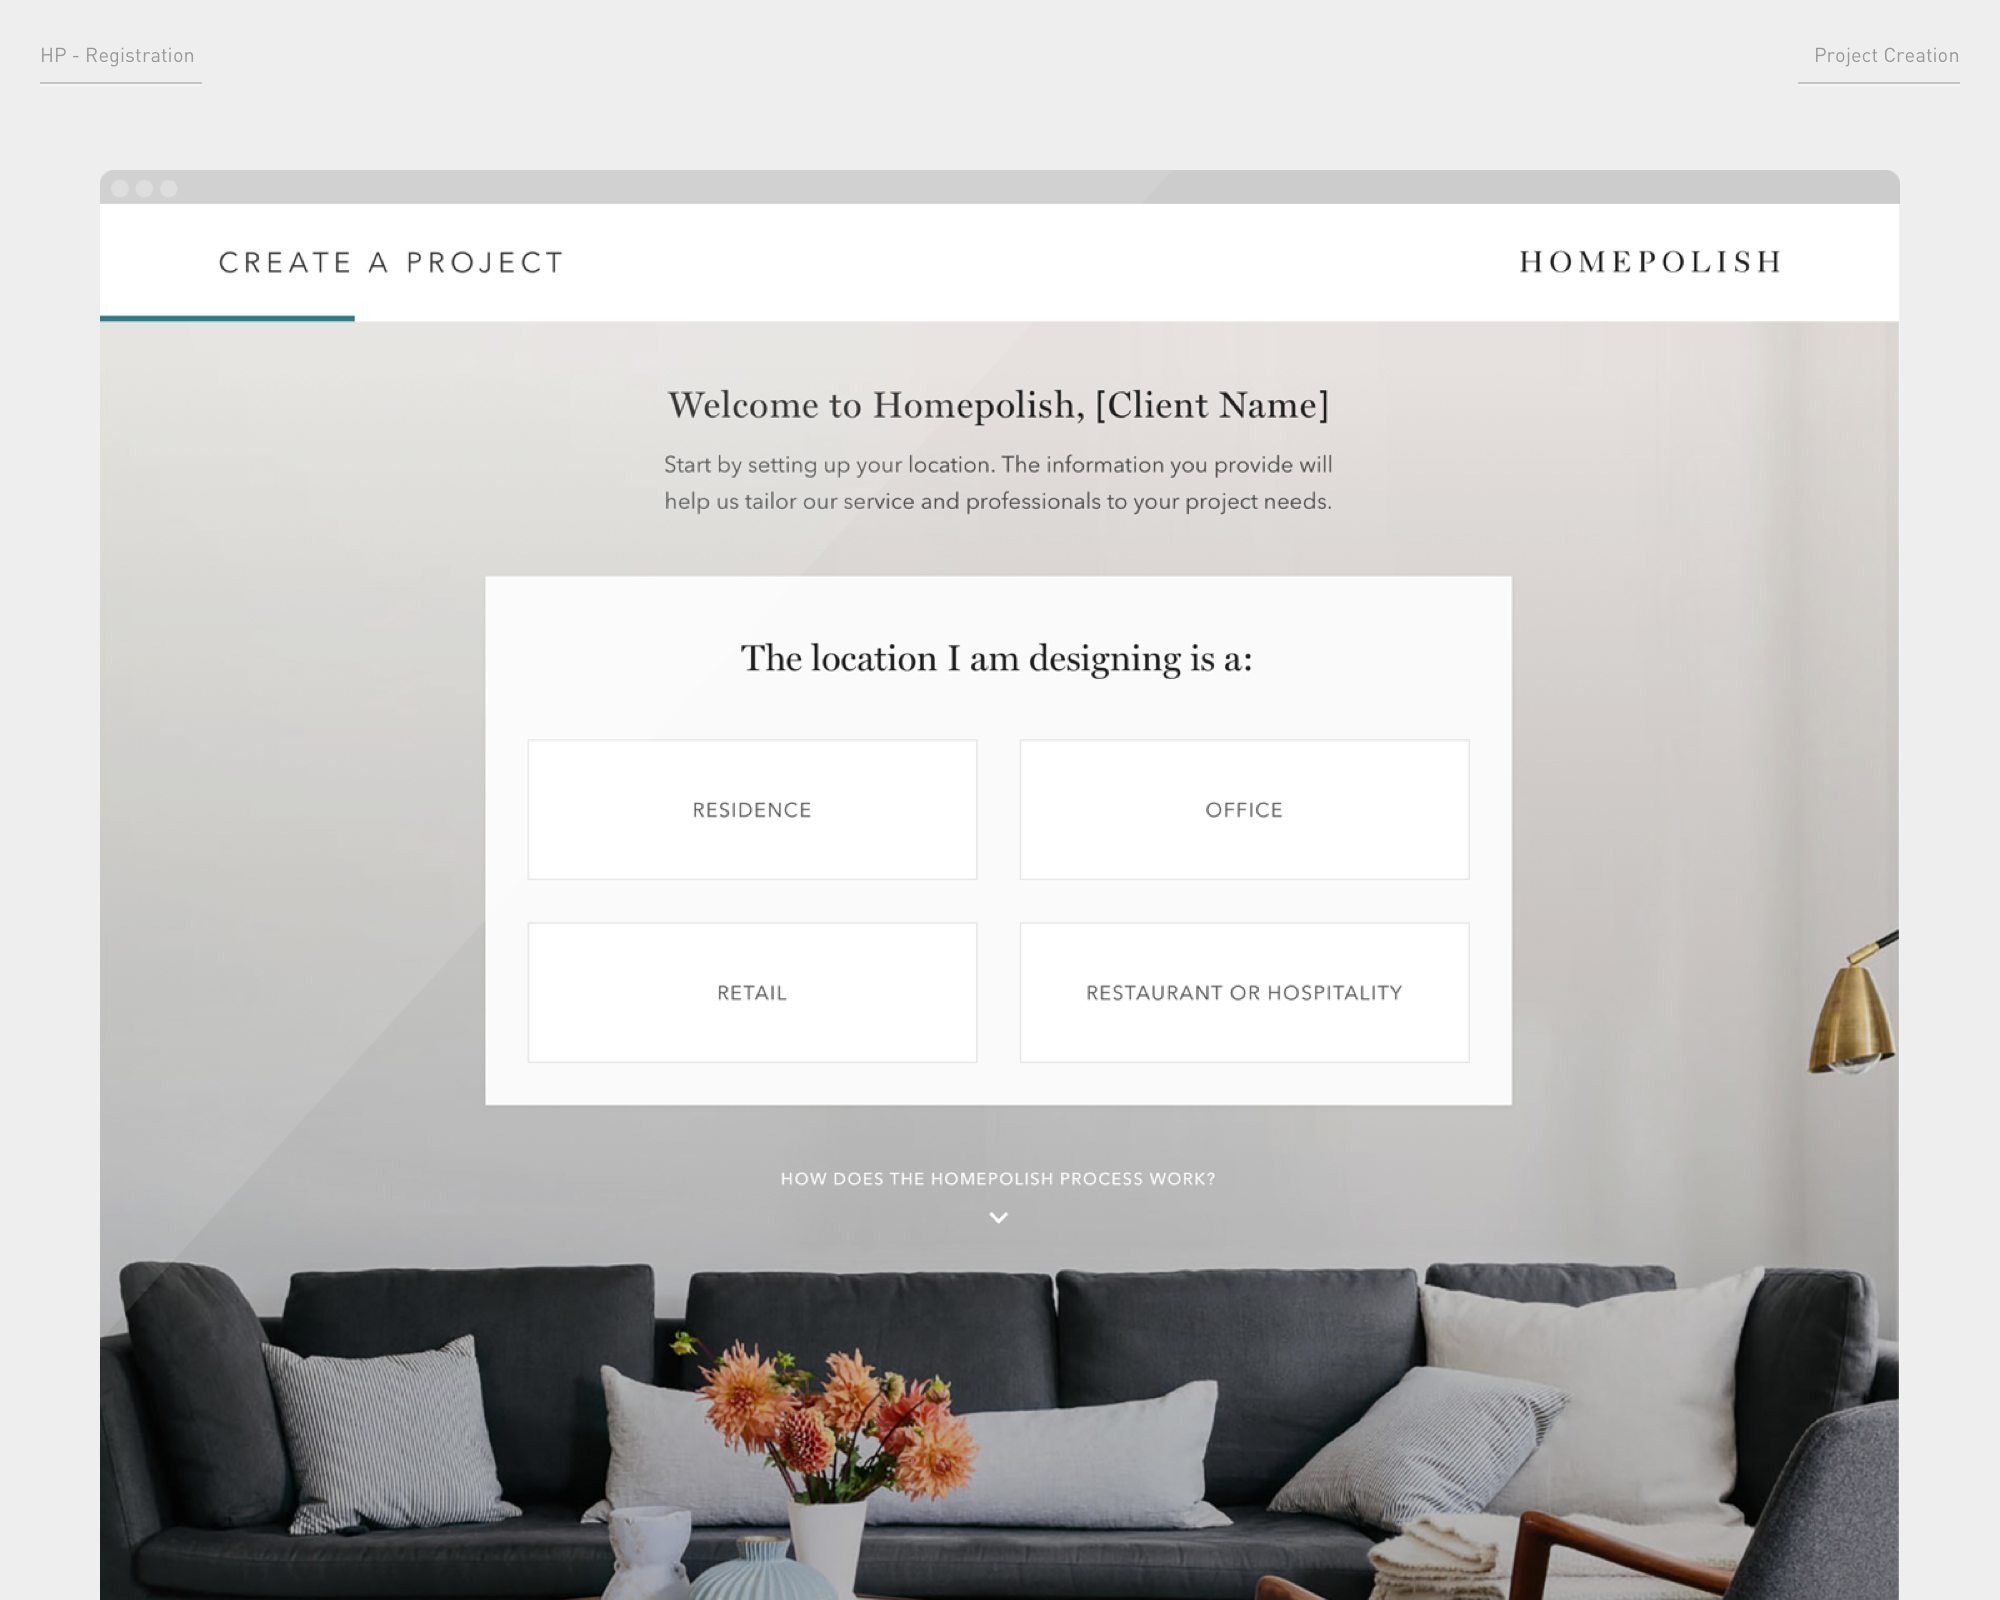 HP - Registration
Project Creation
CREATE A PROJECT
HOMEPOLISH
Welcome to Homepolish, [Client Name]
Start by setting up your location. The information you provide will
help us tailor our service and professionals to your project needs.
The location I am designing is a:
RESIDENCE
OFFICE
RETAIL
RESTAURANT OR HOSPITALITY
HOW DOES THE HOMEPOLISH PROCESS WORK?